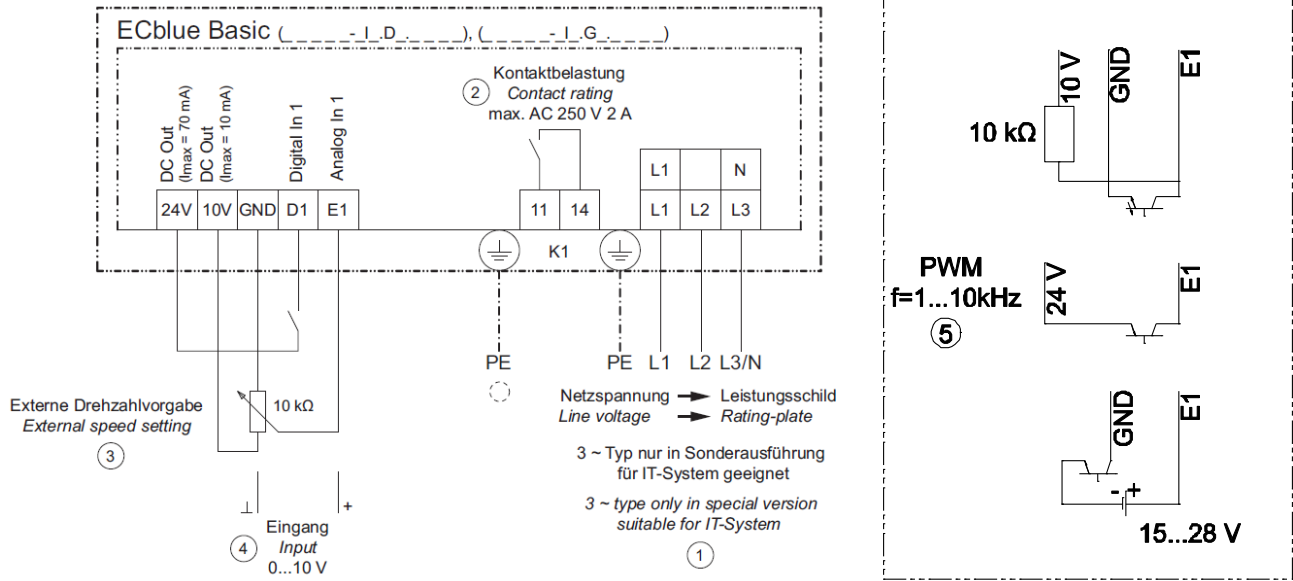 ECblue Basic (_ _ _ _ _-_I_.D_._ _ _ _), (_ _ _ _ _-_I_.G_._ _ _ _)
DC Out
(Imax = 70 mA)
DC Out
(Imax = 10 mA)
Digital In 1
Analog In 1
24V 10V GND D1 E1
2
Kontaktbelastung
Contact rating
max. AC 250 V 2 A
11 14
K1
L1 N
L1 L2 L3
PE
PE L1 L2 L3/N
Externe Drehzahlvorgabe
External speed setting
3
10 kΩ
⊥ +
4
Eingang
Input
0...10 V
Netzspannung → Leistungsschild
Line voltage → Rating-plate
3 ~ Typ nur in Sonderausführung
für IT-System geeignet
3 ~ type only in special version
suitable for IT-System
1
10 V GND E1
10 kΩ
PWM
f=1...10kHz
5
24 V E1
GND E1
- +
15...28 V